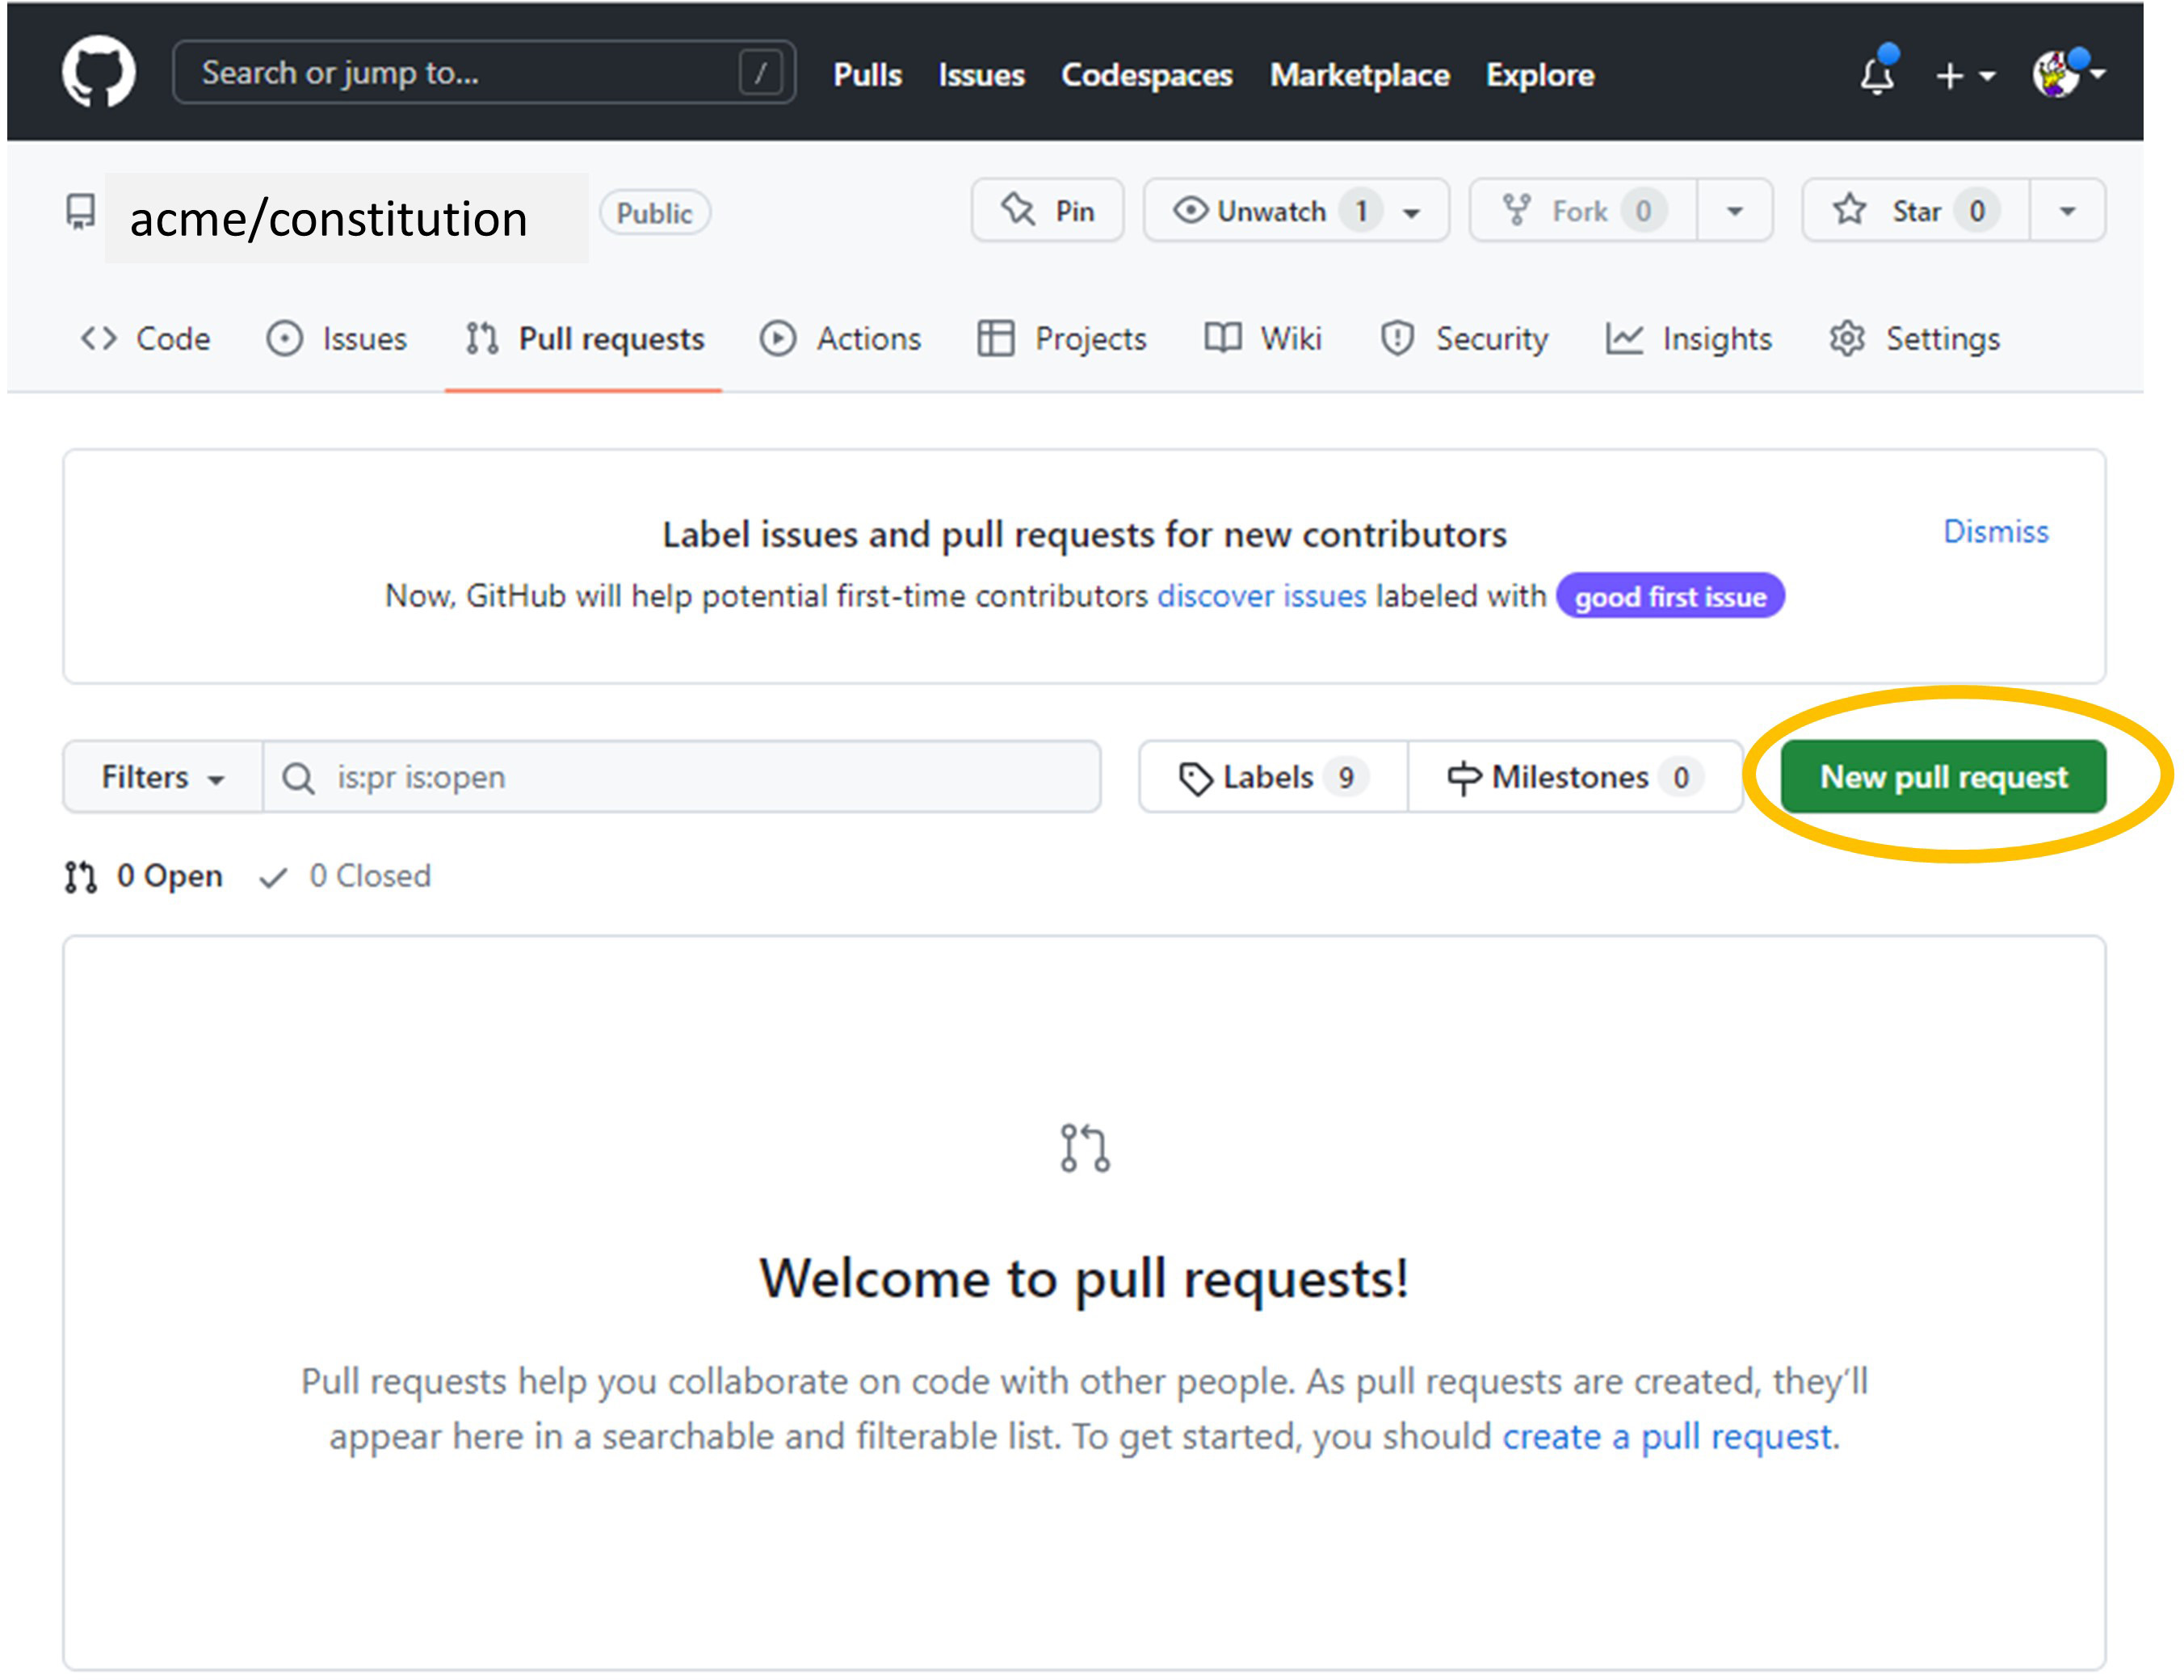 Search or jump to... / Pulls Issues Codespaces Marketplace Explore
acme/constitution Public Pin Unwatch 1 Fork 0 Star 0
Code Issues Pull requests Actions Projects Wiki Security Insights Settings
Label issues and pull requests for new contributors Dismiss
Now, GitHub will help potential first-time contributors discover issues labeled with good first issue
Filters is:pr is:open Labels 9 Milestones 0 New pull request
0 Open 0 Closed
Welcome to pull requests!
Pull requests help you collaborate on code with other people. As pull requests are created, they’ll
appear here in a searchable and filterable list. To get started, you should create a pull request.